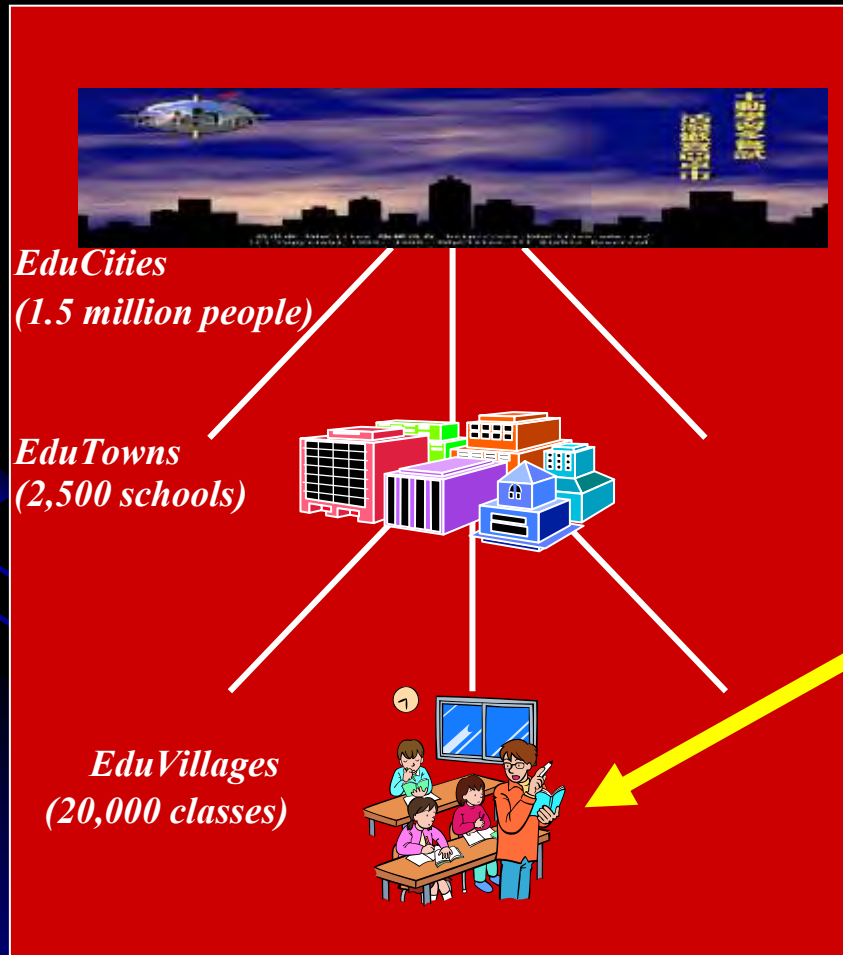 EduCities
(1.5 million people)
EduTowns
(2,500 schools)
EduVillages
(20,000 classes)